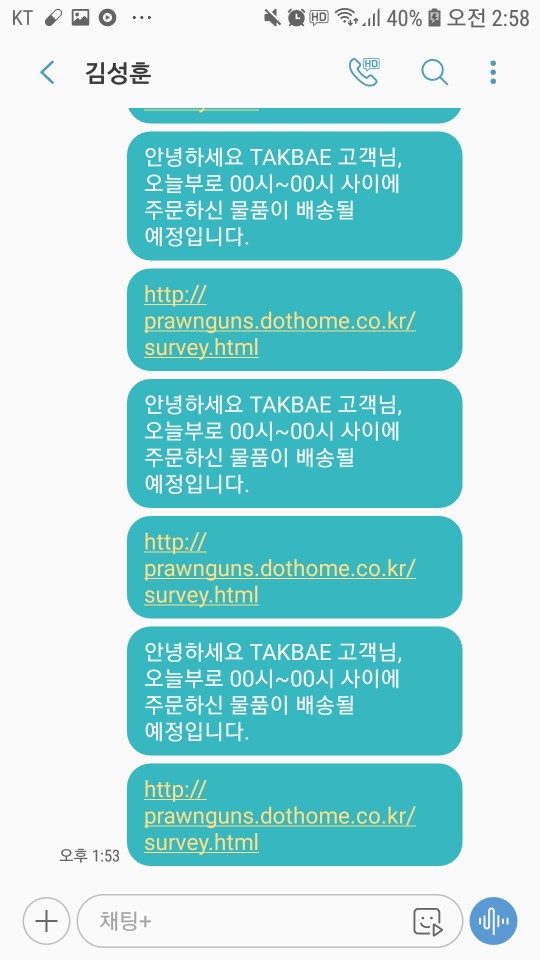 KT HD 40% 오전 2:58
김성훈 HD
안녕하세요 TAKBAE 고객님,
오늘부로 00시~00시 사이에
주문하신 물품이 배송될
예정입니다.
http://
prawnguns.dothome.co.kr/
survey.html
안녕하세요 TAKBAE 고객님,
오늘부로 00시~00시 사이에
주문하신 물품이 배송될
예정입니다.
http://
prawnguns.dothome.co.kr/
survey.html
안녕하세요 TAKBAE 고객님,
오늘부로 00시~00시 사이에
주문하신 물품이 배송될
예정입니다.
http://
prawnguns.dothome.co.kr/
survey.html
오후 1:53
채팅+